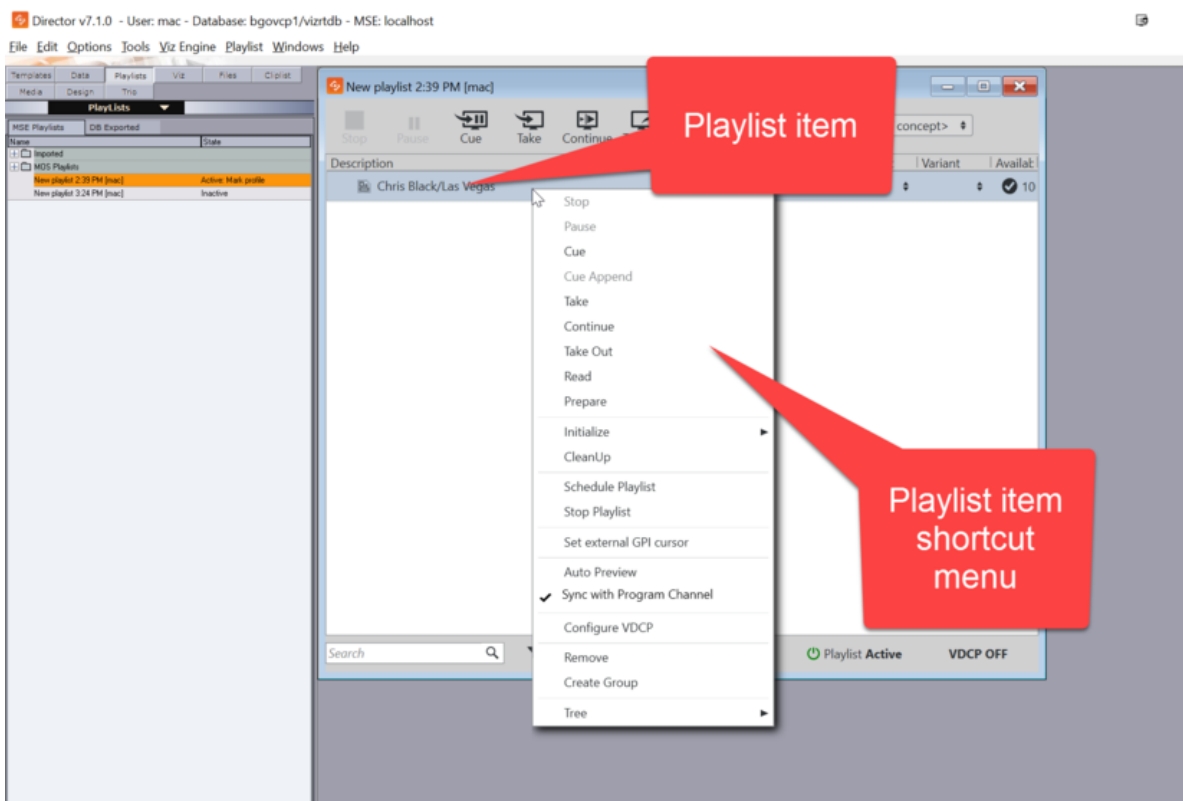 Director v7.1.0 - User: mac - Database: bgovcp1/vizrtdb - MSE: localhost
File Edit Options Tools Viz Engine Playlist Windows Help
Templates Data Playlists Viz Files Cliplist
Media Design Trio
PlayLists
MSE Playlists DB Exported
Name State
Imported
MOS Playlists
New playlist 2:39 PM [mac] Active: Mark profile
New playlist 3:24 PM [mac] Inactive
New playlist 2:39 PM [mac]
Stop Pause Cue Take Continue
concept>
Description Variant Availab
Chris Black/Las Vegas 10
Playlist item
Stop
Pause
Cue
Cue Append
Take
Continue
Take Out
Read
Prepare
Initialize
CleanUp
Schedule Playlist
Stop Playlist
Set external GPI cursor
Auto Preview
Sync with Program Channel
Configure VDCP
Remove
Create Group
Tree
Playlist item
shortcut
menu
Search
Playlist Active VDCP OFF